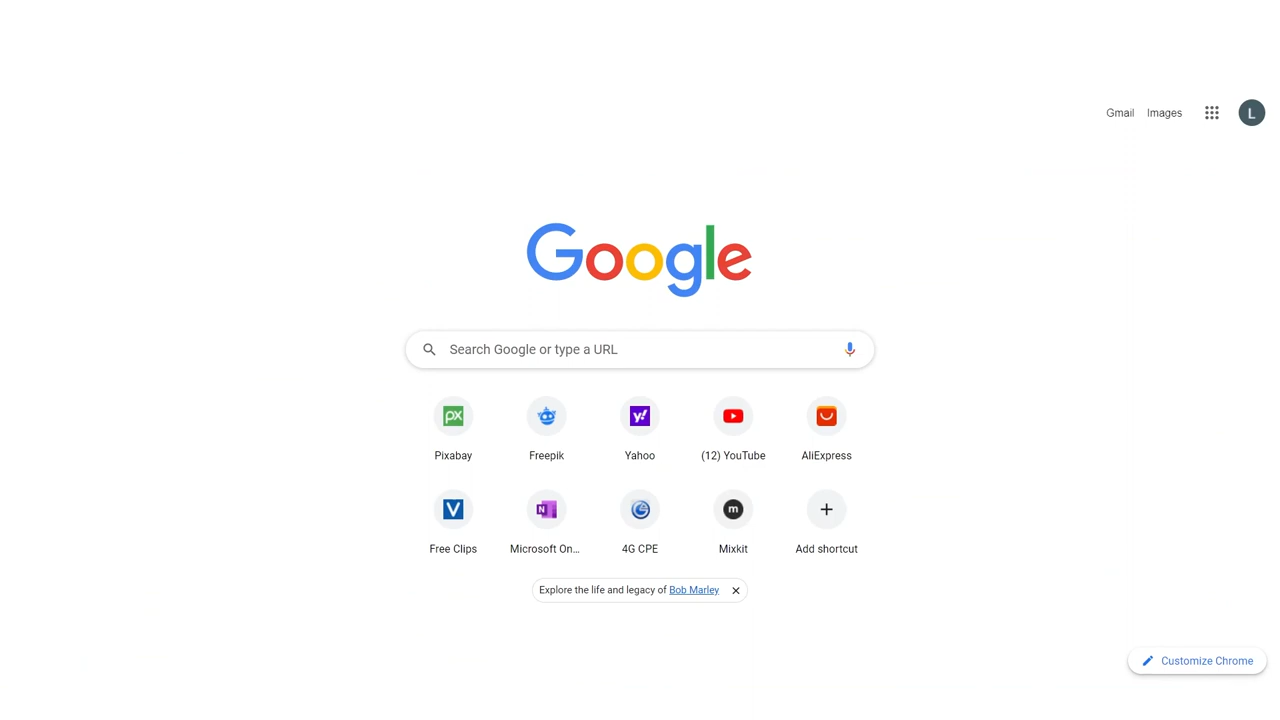 Gmail Images L
Google
Search Google or type a URL
px y!
Pixabay Freepik Yahoo (12) YouTube AliExpress
V N m
Free Clips Microsoft On... 4G CPE Mixkit Add shortcut
Explore the life and legacy of Bob Marley
Customize Chrome